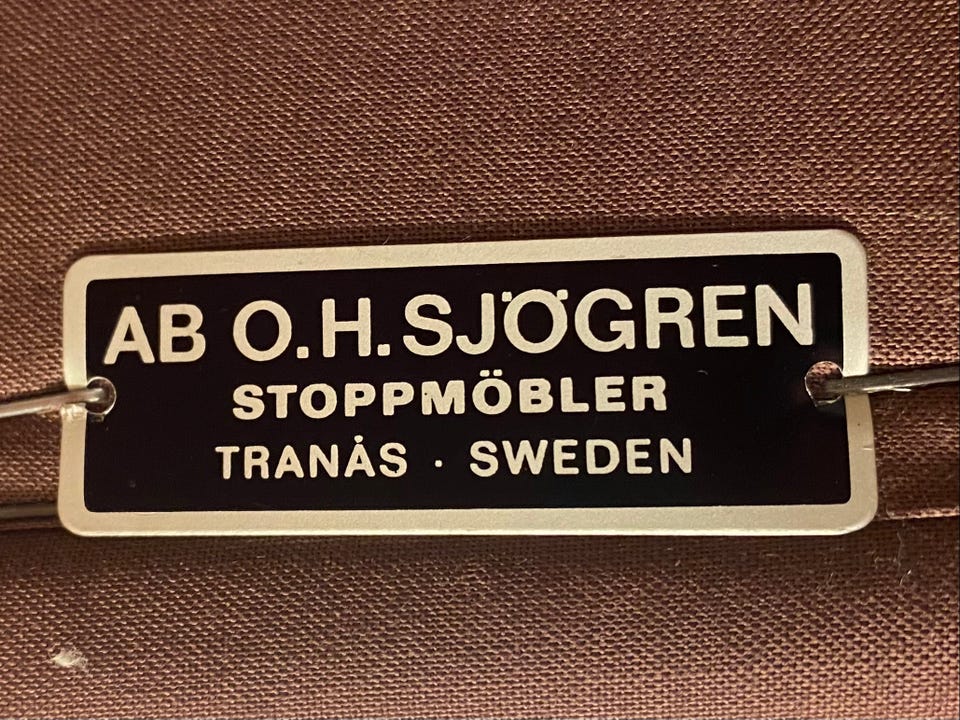 AB O.H.SJÖGREN
STOPPMÖBLER
TRANÅS · SWEDEN